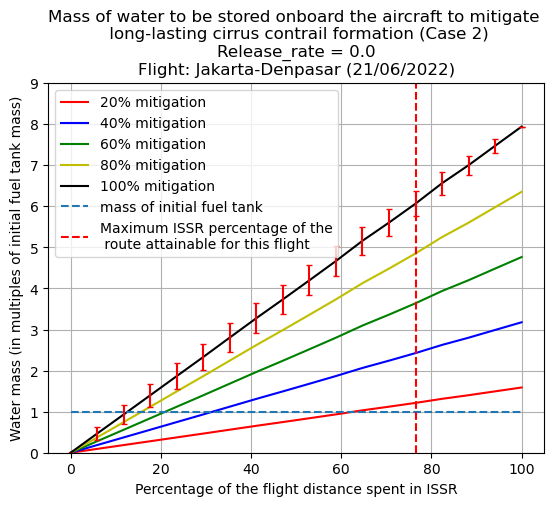 Mass of water to be stored onboard the aircraft to mitigate
long-lasting cirrus contrail formation (Case 2)
Release_rate = 0.0
Flight: Jakarta-Denpasar (21/06/2022)
Water mass (in multiples of initial fuel tank mass)
9
8
7
6
5
4
3
2
1
0
20% mitigation
40% mitigation
60% mitigation
80% mitigation
100% mitigation
mass of initial fuel tank
Maximum ISSR percentage of the
route attainable for this flight
0
20
40
60
80
100
Percentage of the flight distance spent in ISSR